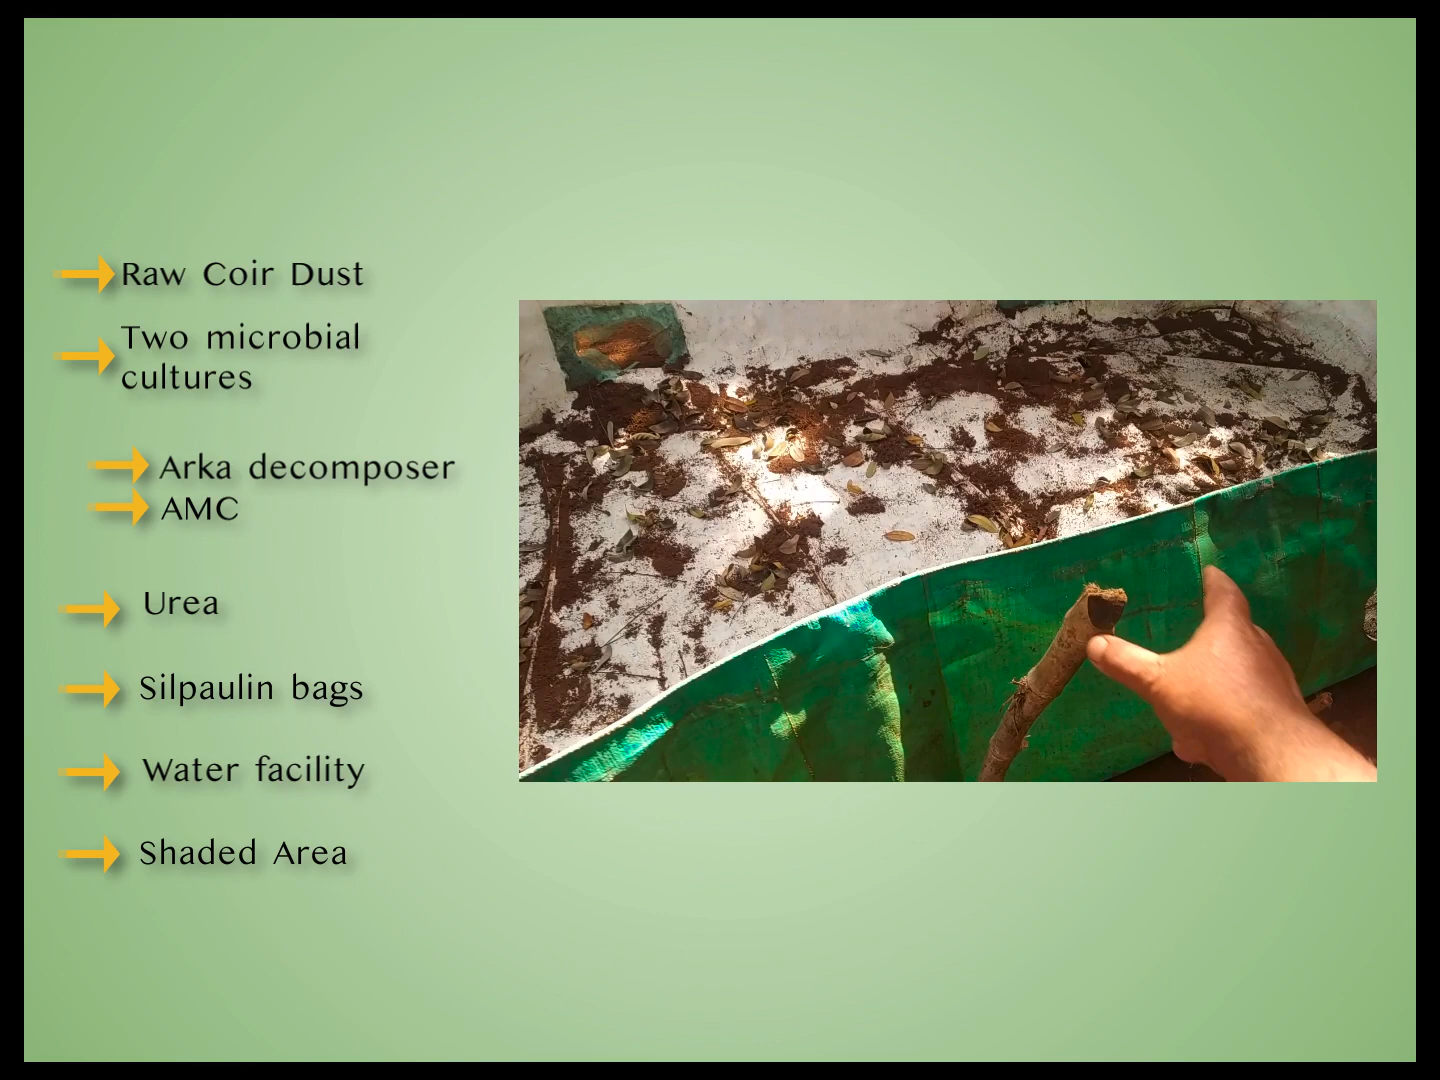 Raw Coir Dust
Two microbial
cultures
Arka decomposer
AMC
Urea
Silpaulin bags
Water facility
Shaded Area